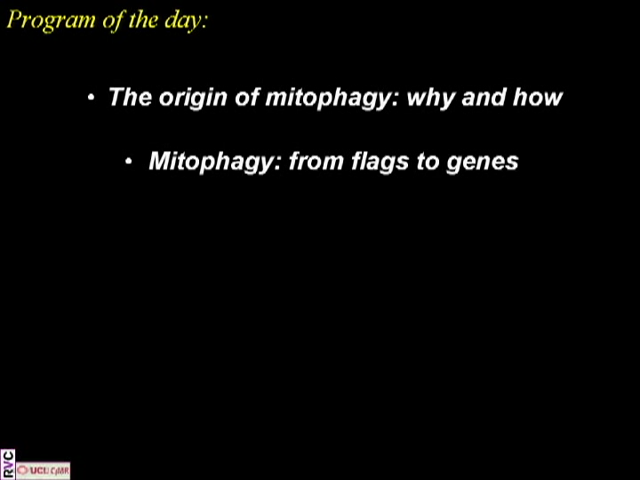 Program of the day:
• The origin of mitophagy: why and how
• Mitophagy: from flags to genes
RVC
UCL